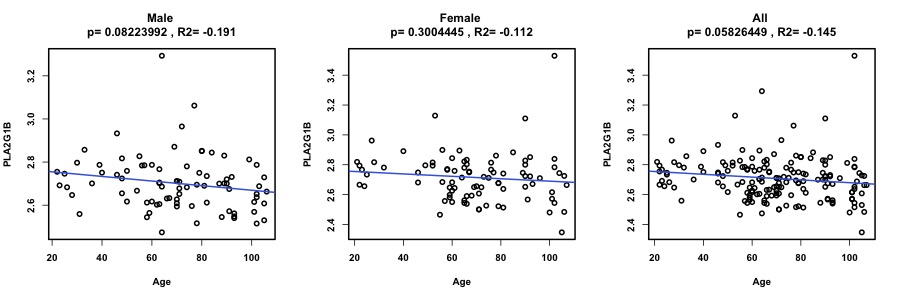 Male
p= 0.08223992 , R2= -0.191
PLA2G1B
3.2
3.0
2.8
2.6
20 40 60 80 100
Age
Female
p= 0.3004445 , R2= -0.112
PLA2G1B
3.4
3.2
3.0
2.8
2.6
2.4
20 40 60 80 100
Age
All
p= 0.05826449 , R2= -0.145
PLA2G1B
3.4
3.2
3.0
2.8
2.6
2.4
20 40 60 80 100
Age